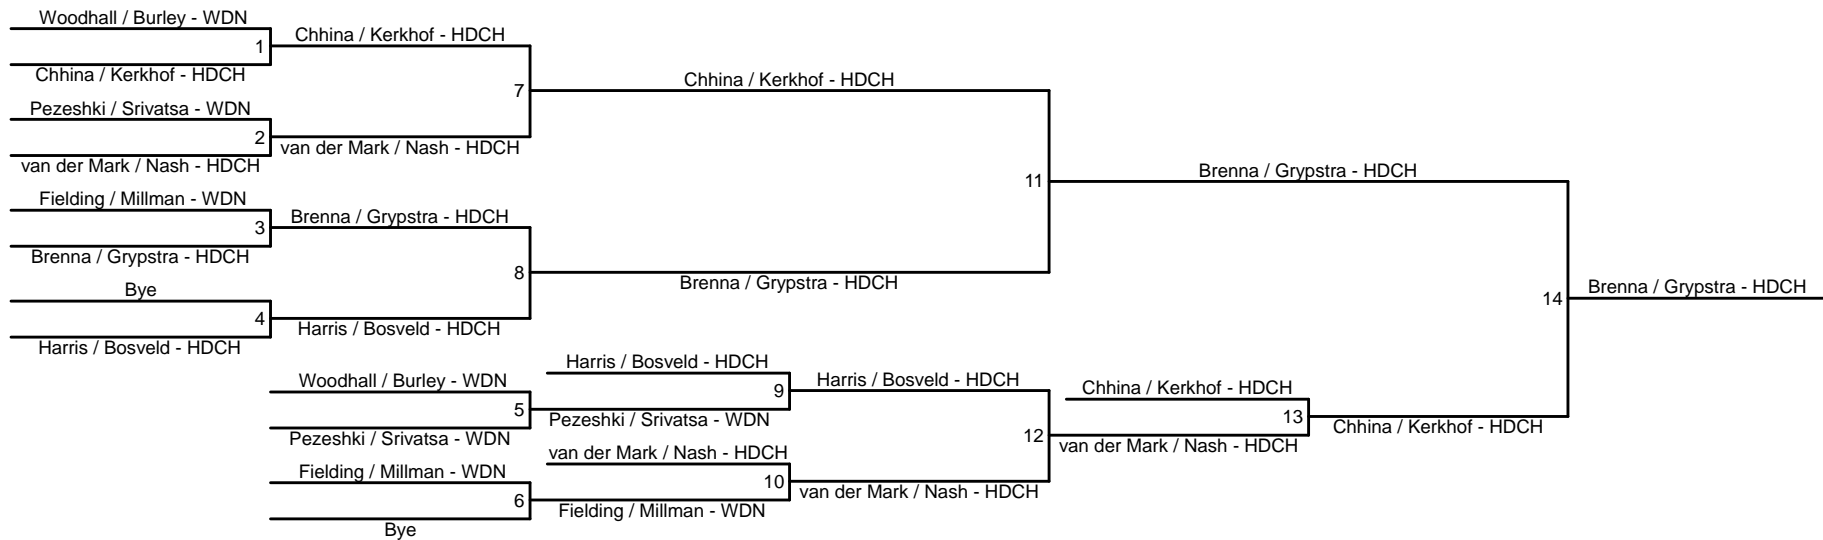 Woodhall / Burley - WDN
1
Chhina / Kerkhof - HDCH
Pezeshki / Srivatsa - WDN
2
van der Mark / Nash - HDCH
Fielding / Millman - WDN
3
Brenna / Grypstra - HDCH
Bye
4
Harris / Bosveld - HDCH
Chhina / Kerkhof - HDCH
7
van der Mark / Nash - HDCH
Brenna / Grypstra - HDCH
8
Harris / Bosveld - HDCH
Woodhall / Burley - WDN
5
Pezeshki / Srivatsa - WDN
Fielding / Millman - WDN
6
Bye
Chhina / Kerkhof - HDCH
11
Brenna / Grypstra - HDCH
Harris / Bosveld - HDCH
9
Pezeshki / Srivatsa - WDN
van der Mark / Nash - HDCH
10
Fielding / Millman - WDN
Harris / Bosveld - HDCH
12
van der Mark / Nash - HDCH
Brenna / Grypstra - HDCH
14
Chhina / Kerkhof - HDCH
13
van der Mark / Nash - HDCH
Chhina / Kerkhof - HDCH
Brenna / Grypstra - HDCH